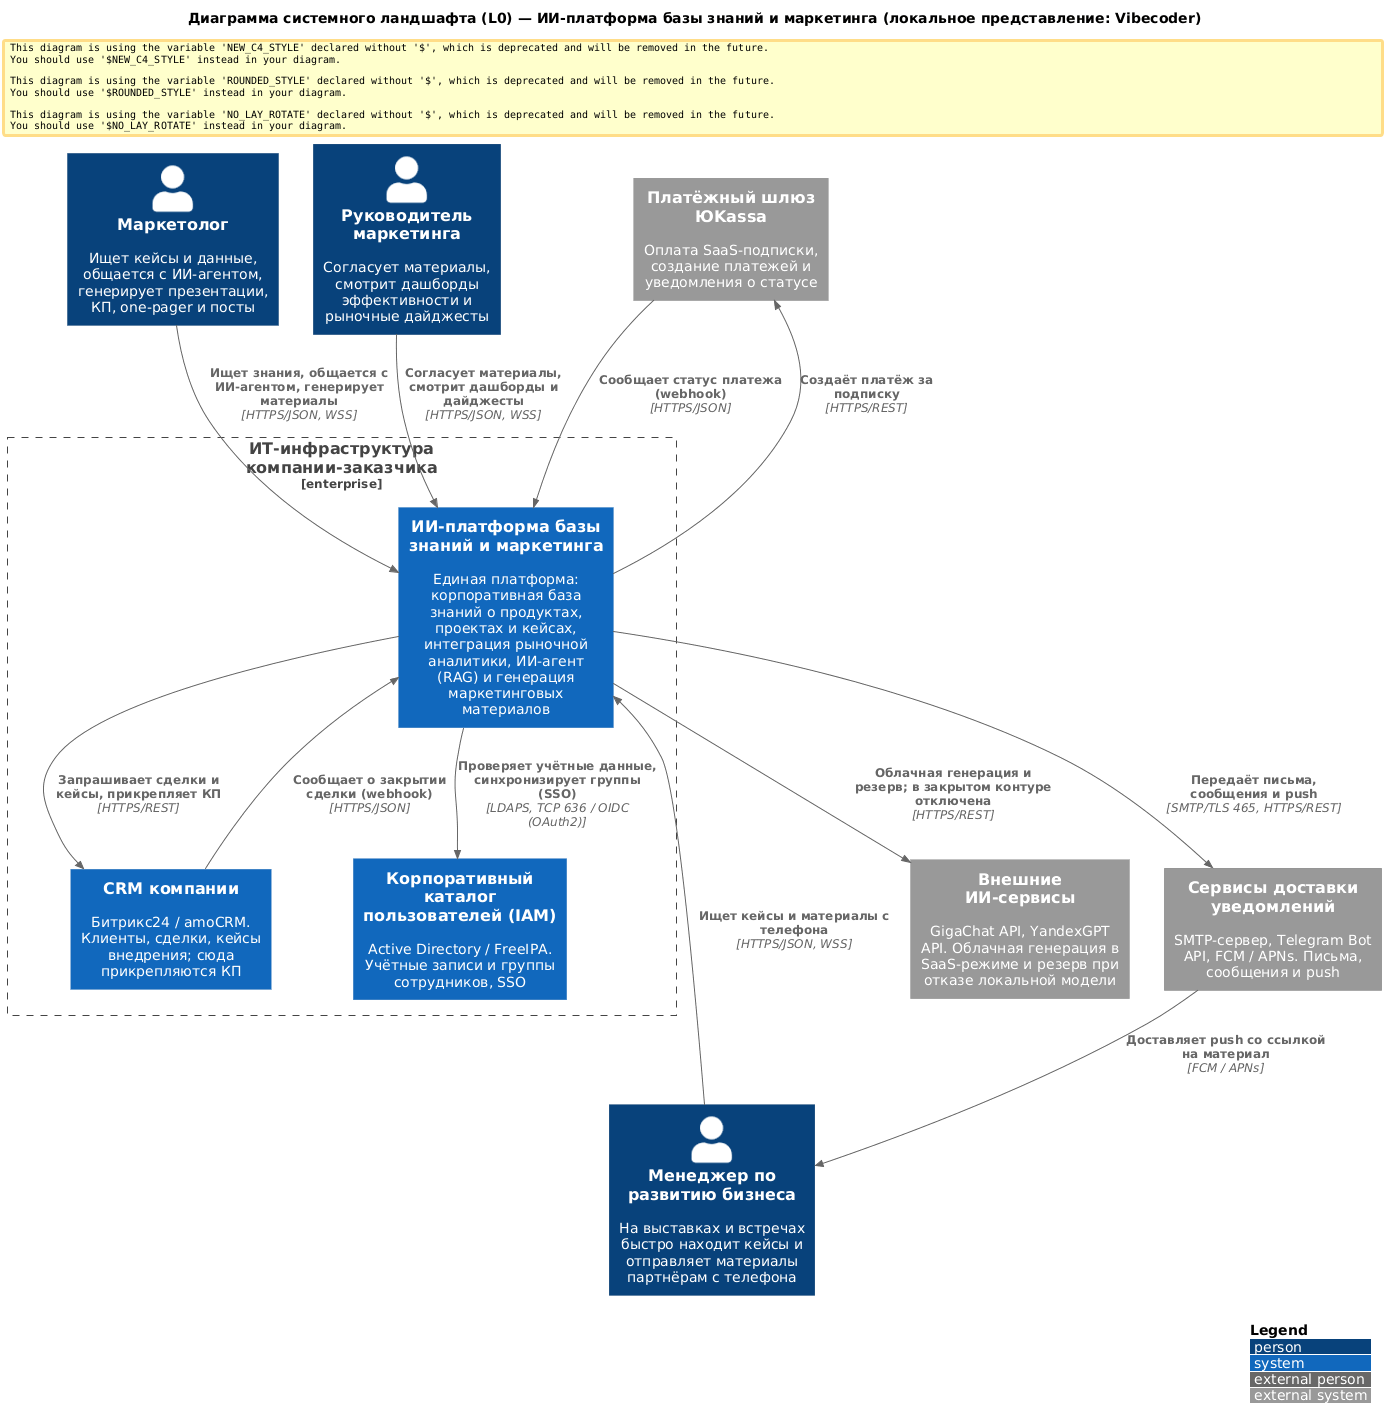 Диаграмма системного ландшафта (L0) — ИИ-платформа базы знаний и маркетинга (локальное представление: Vibecoder)
This diagram is using the variable 'NEW_C4_STYLE' declared without '$', which is deprecated and will be removed in the future.
You should use '$NEW_C4_STYLE' instead in your diagram.
This diagram is using the variable 'ROUNDED_STYLE' declared without '$', which is deprecated and will be removed in the future.
You should use '$ROUNDED_STYLE' instead in your diagram.
This diagram is using the variable 'NO_LAY_ROTATE' declared without '$', which is deprecated and will be removed in the future.
You should use '$NO_LAY_ROTATE' instead in your diagram.
Маркетолог
Ищет кейсы и данные,
общается с ИИ-агентом,
генерирует презентации,
КП, one-pager и посты
Руководитель
маркетинга
Согласует материалы,
смотрит дашборды
эффективности и
рыночные дайджесты
Платёжный шлюз
ЮKassa
Оплата SaaS-подписки,
создание платежей и
уведомления о статусе
Ищет знания, общается с
ИИ-агентом, генерирует
материалы
[HTTPS/JSON, WSS]
Согласует материалы,
смотрит дашборды и
дайджесты
[HTTPS/JSON, WSS]
Сообщает статус платежа
(webhook)
[HTTPS/JSON]
Создаёт платёж за
подписку
[HTTPS/REST]
ИТ-инфраструктура
компании-заказчика
[enterprise]
ИИ-платформа базы
знаний и маркетинга
Единая платформа:
корпоративная база
знаний о продуктах,
проектах и кейсах,
интеграция рыночной
аналитики, ИИ-агент
(RAG) и генерация
маркетинговых
материалов
Запрашивает сделки и
кейсы, прикрепляет КП
[HTTPS/REST]
Сообщает о закрытии
сделки (webhook)
[HTTPS/JSON]
Проверяет учётные данные,
синхронизирует группы
(SSO)
[LDAPS, TCP 636 / OIDC
(OAuth2)]
Облачная генерация и
резерв; в закрытом контуре
отключена
[HTTPS/REST]
Передаёт письма,
сообщения и push
[SMTP/TLS 465, HTTPS/REST]
CRM компании
Битрикс24 / amoCRM.
Клиенты, сделки, кейсы
внедрения; сюда
прикрепляются КП
Корпоративный
каталог
пользователей (IAM)
Active Directory / FreeIPA.
Учётные записи и группы
сотрудников, SSO
Ищет кейсы и материалы с
телефона
[HTTPS/JSON, WSS]
Внешние
ИИ-сервисы
GigaChat API, YandexGPT
API. Облачная генерация в
SaaS-режиме и резерв при
отказе локальной модели
Сервисы доставки
уведомлений
SMTP-сервер, Telegram Bot
API, FCM / APNs. Письма,
сообщения и push
Доставляет push со ссылкой
на материал
[FCM / APNs]
Менеджер по
развитию бизнеса
На выставках и встречах
быстро находит кейсы и
отправляет материалы
партнёрам с телефона
Legend
person
system
external person
external system